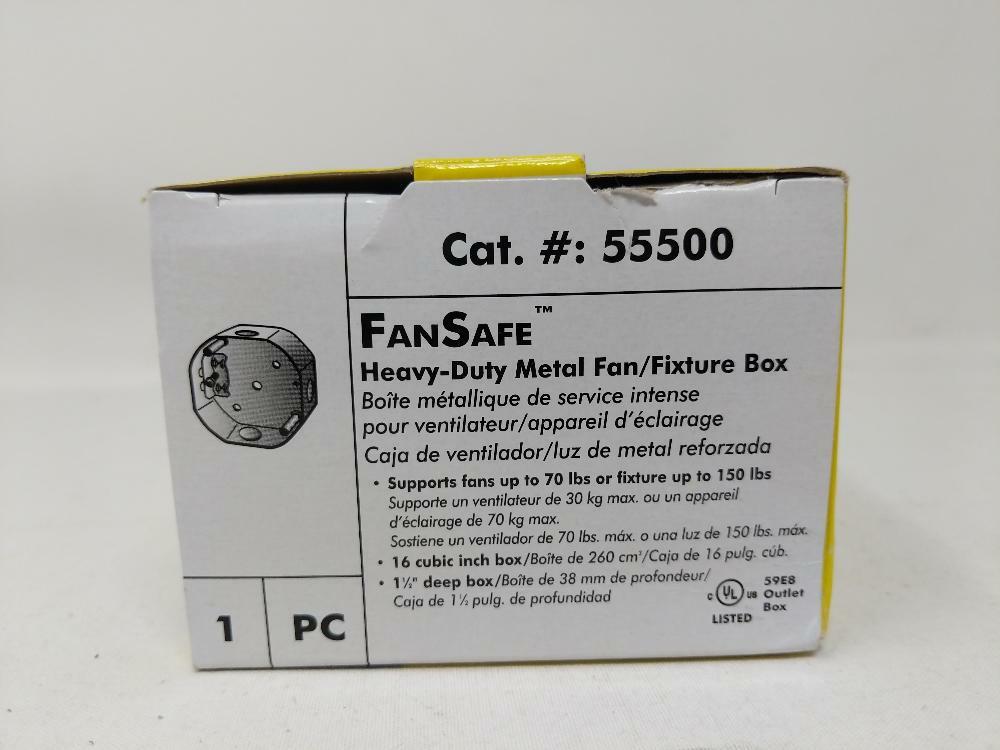 Cat. #: 55500
FANSAFE™
Heavy-Duty Metal Fan/Fixture Box
Boîte métallique de service intense
pour ventilateur/appareil d'éclairage
Caja de ventilador/luz de metal reforzada
• Supports fans up to 70 lbs or fixture up to 150 lbs
Supporte un ventilateur de 30 kg max. ou un appareil
d'éclairage de 70 kg max.
Sostiene un ventilador de 70 lbs. máx. o una luz de 150 lbs. máx.
• 16 cubic inch box/Boîte de 260 cm³/Caja de 16 pulg. cúb.
• 1½" deep box/Boîte de 38 mm de profondeur/
Caja de 1½ pulg. de profundidad
c UL US
LISTED
59E8
Outlet
Box
1 PC